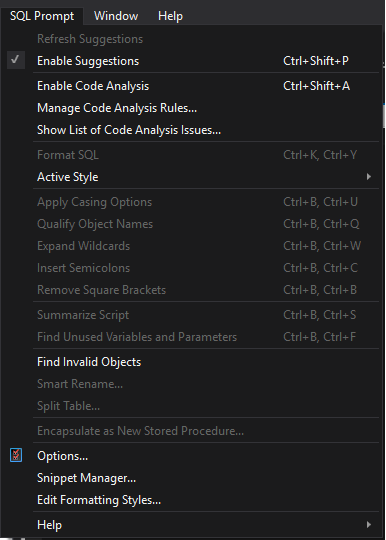 SQL Prompt Window Help
Refresh Suggestions
Enable Suggestions Ctrl+Shift+P
Enable Code Analysis Ctrl+Shift+A
Manage Code Analysis Rules...
Show List of Code Analysis Issues...
Format SQL Ctrl+K, Ctrl+Y
Active Style
Apply Casing Options Ctrl+B, Ctrl+U
Qualify Object Names Ctrl+B, Ctrl+Q
Expand Wildcards Ctrl+B, Ctrl+W
Insert Semicolons Ctrl+B, Ctrl+C
Remove Square Brackets Ctrl+B, Ctrl+B
Summarize Script Ctrl+B, Ctrl+S
Find Unused Variables and Parameters Ctrl+B, Ctrl+F
Find Invalid Objects
Smart Rename...
Split Table...
Encapsulate as New Stored Procedure...
Options...
Snippet Manager...
Edit Formatting Styles...
Help